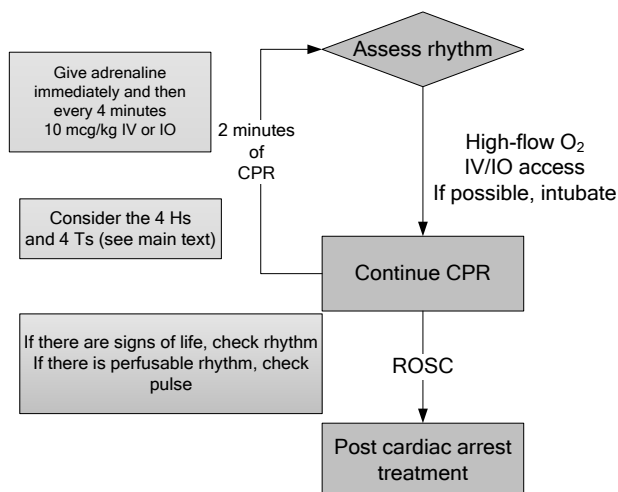 Assess rhythm
Give adrenaline
immediately and then
every 4 minutes
10 mcg/kg IV or IO
2 minutes
of
CPR
High-flow O₂
IV/IO access
If possible, intubate
Consider the 4 Hs
and 4 Ts (see main text)
Continue CPR
If there are signs of life, check rhythm
If there is perfusable rhythm, check
pulse
ROSC
Post cardiac arrest
treatment